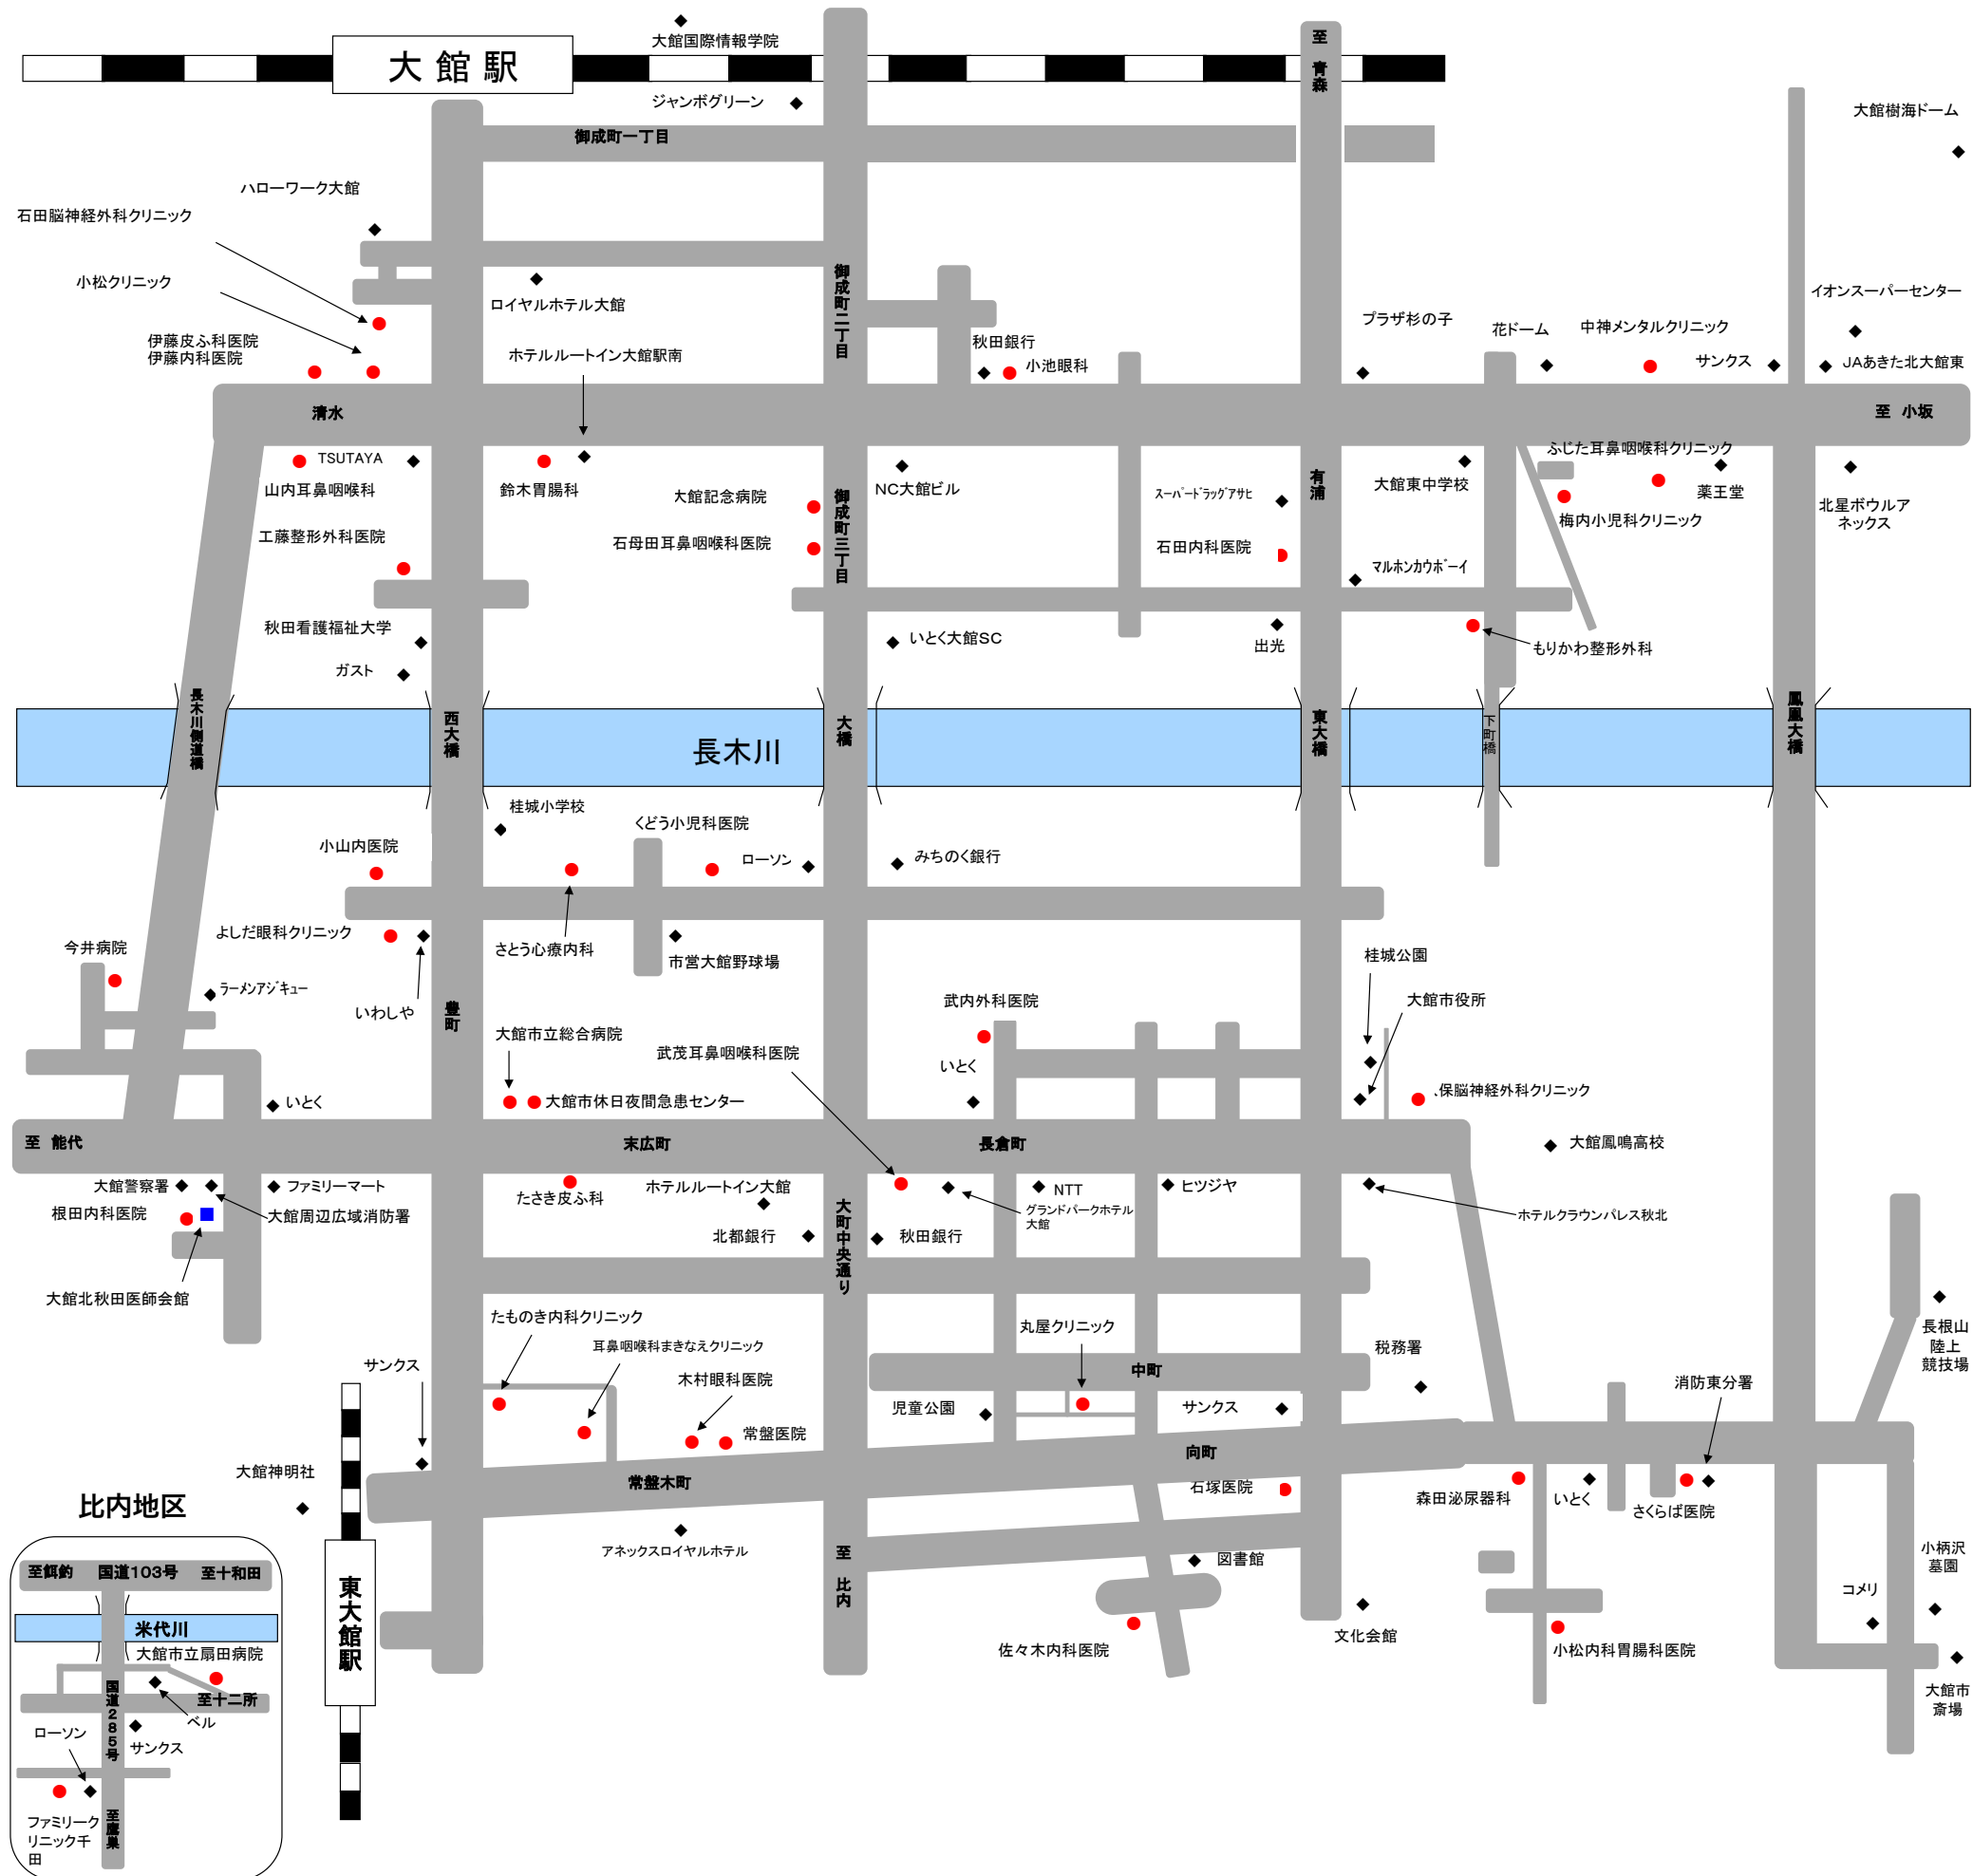 大館国際情報学院
大館駅
至 青森
ジャンボグリーン
大館樹海ドーム
御成町一丁目
ハローワーク大館
石田脳神経外科クリニック
小松クリニック
ロイヤルホテル大館
御成町二丁目
イオンスーパーセンター
プラザ杉の子
花ドーム
中神メンタルクリニック
伊藤皮ふ科医院
伊藤内科医院
ホテルルートイン大館駅南
秋田銀行
小池眼科
サンクス
JAあきた北大館東
清水
至 小坂
TSUTAYA
山内耳鼻咽喉科
鈴木胃腸科
大館記念病院
御成町三丁目
NC大館ビル
スーパードラッグアサヒ
有浦
大館東中学校
ふじた耳鼻咽喉科クリニック
薬王堂
梅内小児科クリニック
北星ボウルア
ネックス
工藤整形外科医院
石母田耳鼻咽喉科医院
石田内科医院
マルホンカウボーイ
秋田看護福祉大学
いとく大館SC
出光
もりかわ整形外科
ガスト
長木川側道橋
西大橋
長木川
大橋
東大橋
下町橋
鳳凰大橋
桂城小学校
くどう小児科医院
小山内医院
ローソン
みちのく銀行
よしだ眼科クリニック
さとう心療内科
市営大館野球場
今井病院
桂城公園
ラーメンアジキュー
いわしや
豊町
武内外科医院
大館市役所
大館市立総合病院
武茂耳鼻咽喉科医院
いとく
いとく
大館市休日夜間急患センター
保脳神経外科クリニック
至 能代
末広町
長倉町
大館鳳鳴高校
大館警察署
ファミリーマート
たさき皮ふ科
ホテルルートイン大館
NTT
ヒツジヤ
根田内科医院
大館周辺広域消防署
グランドパークホテル
大館
ホテルクラウンパレス秋北
北都銀行
大町中央通り
秋田銀行
大館北秋田医師会館
たものき内科クリニック
丸屋クリニック
長根山
陸上
競技場
耳鼻咽喉科まきなえクリニック
税務署
サンクス
木村眼科医院
中町
消防東分署
児童公園
サンクス
常盤医院
向町
大館神明社
常盤木町
石塚医院
森田泌尿器科
いとく
さくらば医院
比内地区
アネックスロイヤルホテル
至 比内
図書館
小柄沢
墓園
コメリ
至餌釣
国道103号
至十和田
東大館駅
米代川
大館市立扇田病院
佐々木内科医院
文化会館
小松内科胃腸科医院
大館市
斎場
国道285号
至十二所
ベル
ローソン
サンクス
至鷹巣
ファミリーク
リニック千
田